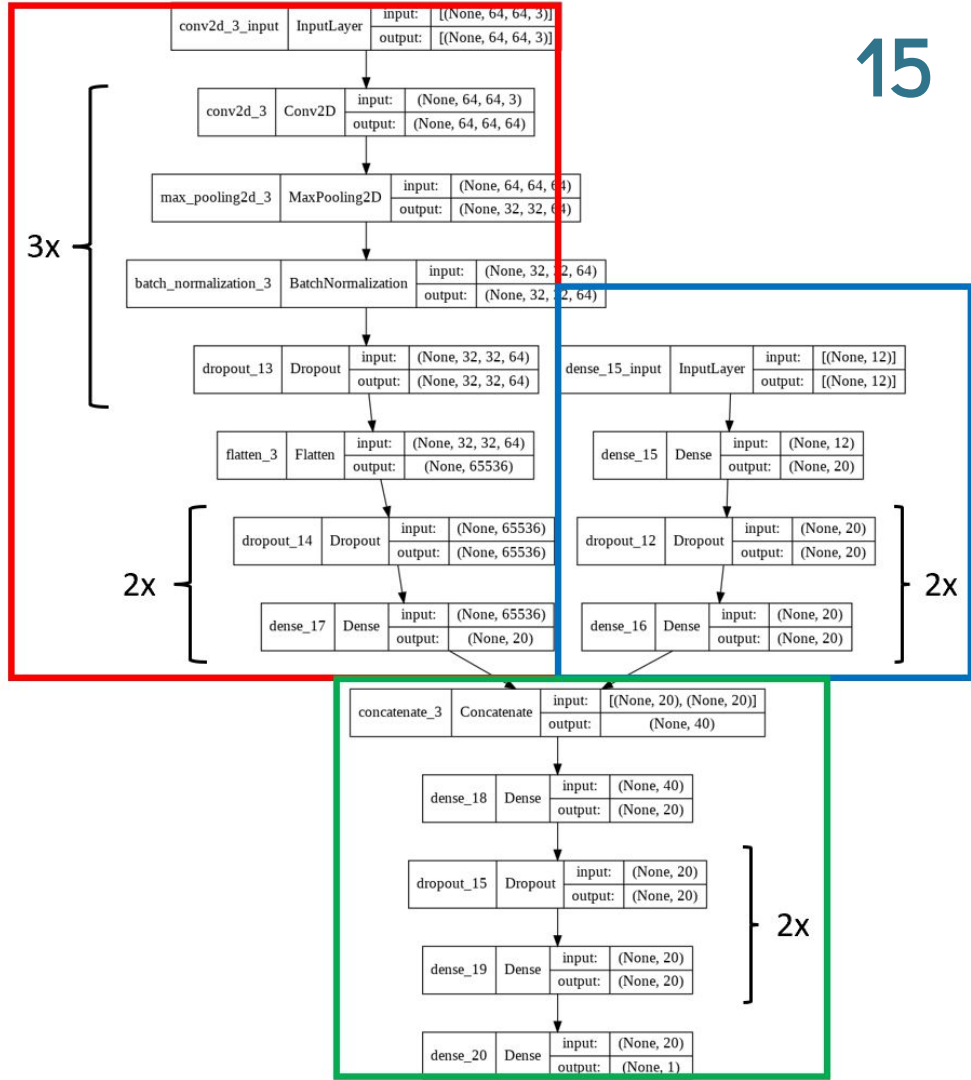 15
conv2d_3_input InputLayer input: [(None, 64, 64, 3)]
output: [(None, 64, 64, 3)]
3x
conv2d_3 Conv2D input: (None, 64, 64, 3)
output: (None, 64, 64, 64)
max_pooling2d_3 MaxPooling2D input: (None, 64, 64, 64)
output: (None, 32, 32, 64)
batch_normalization_3 BatchNormalization input: (None, 32, 32, 64)
output: (None, 32, 32, 64)
dropout_13 Dropout input: (None, 32, 32, 64)
output: (None, 32, 32, 64)
flatten_3 Flatten input: (None, 32, 32, 64)
output: (None, 65536)
2x
dropout_14 Dropout input: (None, 65536)
output: (None, 65536)
dense_17 Dense input: (None, 65536)
output: (None, 20)
dense_15_input InputLayer input: [(None, 12)]
output: [(None, 12)]
dense_15 Dense input: (None, 12)
output: (None, 20)
dropout_12 Dropout input: (None, 20)
output: (None, 20)
2x
dense_16 Dense input: (None, 20)
output: (None, 20)
concatenate_3 Concatenate input: [(None, 20), (None, 20)]
output: (None, 40)
dense_18 Dense input: (None, 40)
output: (None, 20)
dropout_15 Dropout input: (None, 20)
output: (None, 20)
2x
dense_19 Dense input: (None, 20)
output: (None, 20)
dense_20 Dense input: (None, 20)
output: (None, 1)